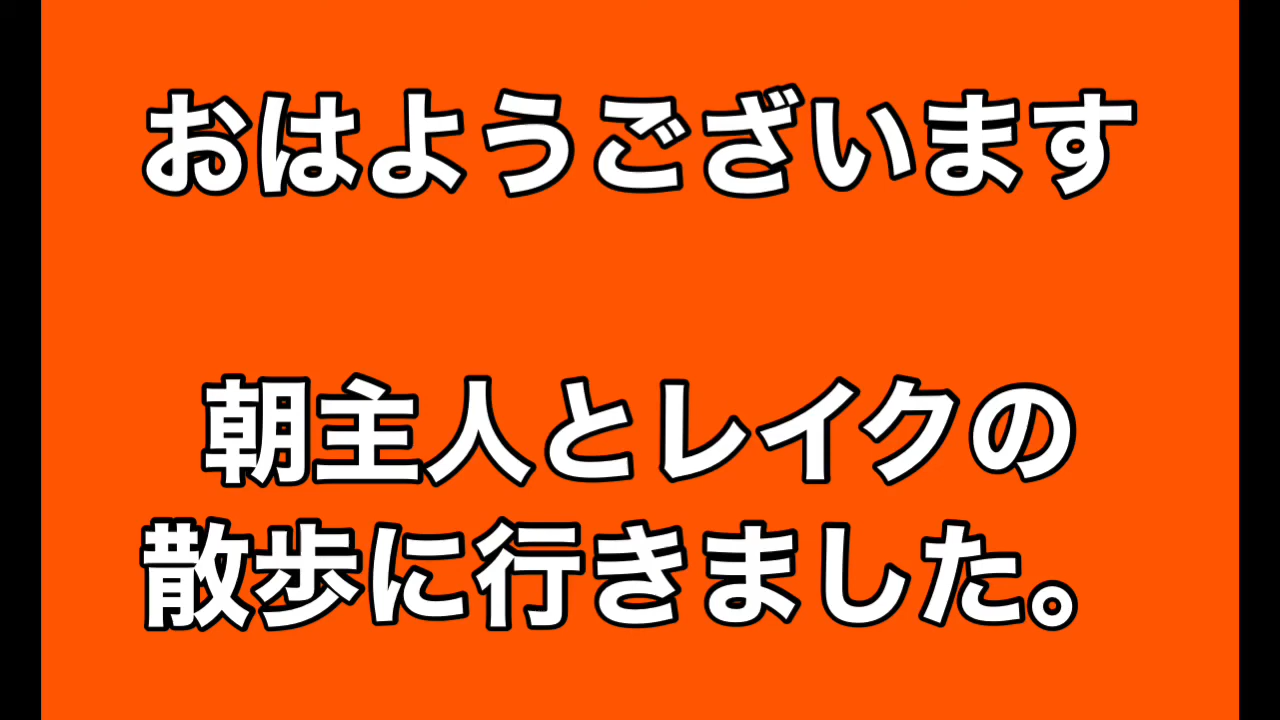 おはようございます
朝主人とレイクの
散歩に行きました。